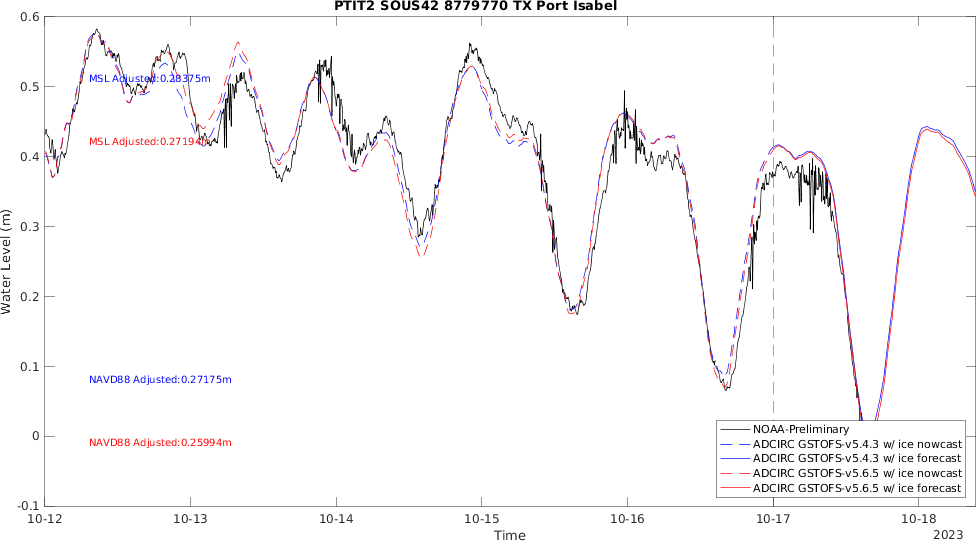 PTIT2 SOUS42 8779770 TX Port Isabel
0.6
0.5
0.4
0.3
0.2
0.1
0
-0.1
Water Level (m)
MSL Adjusted:0.28375m
MSL Adjusted:0.27194m
NAVD88 Adjusted:0.27175m
NAVD88 Adjusted:0.25994m
NOAA-Preliminary
ADCIRC GSTOFS-v5.4.3 w/ ice nowcast
ADCIRC GSTOFS-v5.4.3 w/ ice forecast
ADCIRC GSTOFS-v5.6.5 w/ ice nowcast
ADCIRC GSTOFS-v5.6.5 w/ ice forecast
10-12 10-13 10-14 10-15 10-16 10-17 10-18
Time
2023